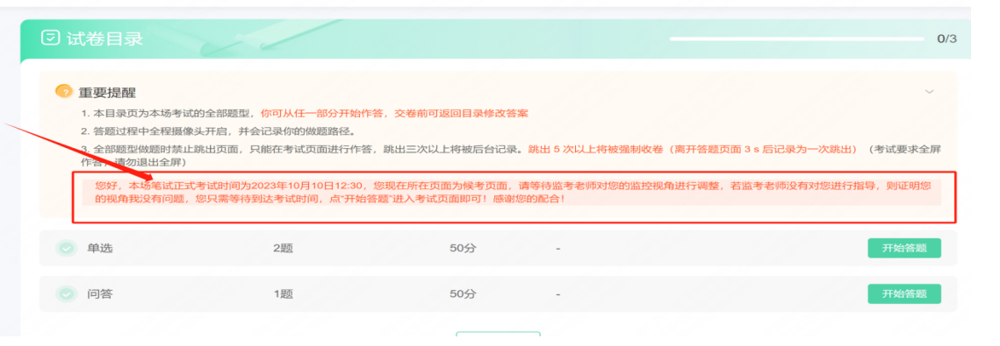 试卷目录
0/3
重要提醒
1. 本目录页为本场考试的全部题型，你可从任一部分开始作答，交卷前可返回目录修改答案
2. 答题过程中全程摄像头开启，并会记录你的做题路径。
3. 全部题型做题时禁止跳出页面，只能在考试页面进行作答，跳出三次以上将被后台记录。跳出 5 次以上将被强制收卷（离开答题页面 3 s 后记录为一次跳出）（考试要求全屏
作答，请勿退出全屏）
您好，本场笔试正式考试时间为2023年10月10日12:30，您现在所在页面为候考页面，请等待监考老师对您的监控视角进行调整，若监考老师没有对您进行指导，则证明您
的视角我没有问题，您只需等待到达考试时间，点“开始答题”进入考试页面即可！感谢您的配合！
单选 2题 50分 - 开始答题
问答 1题 50分 - 开始答题